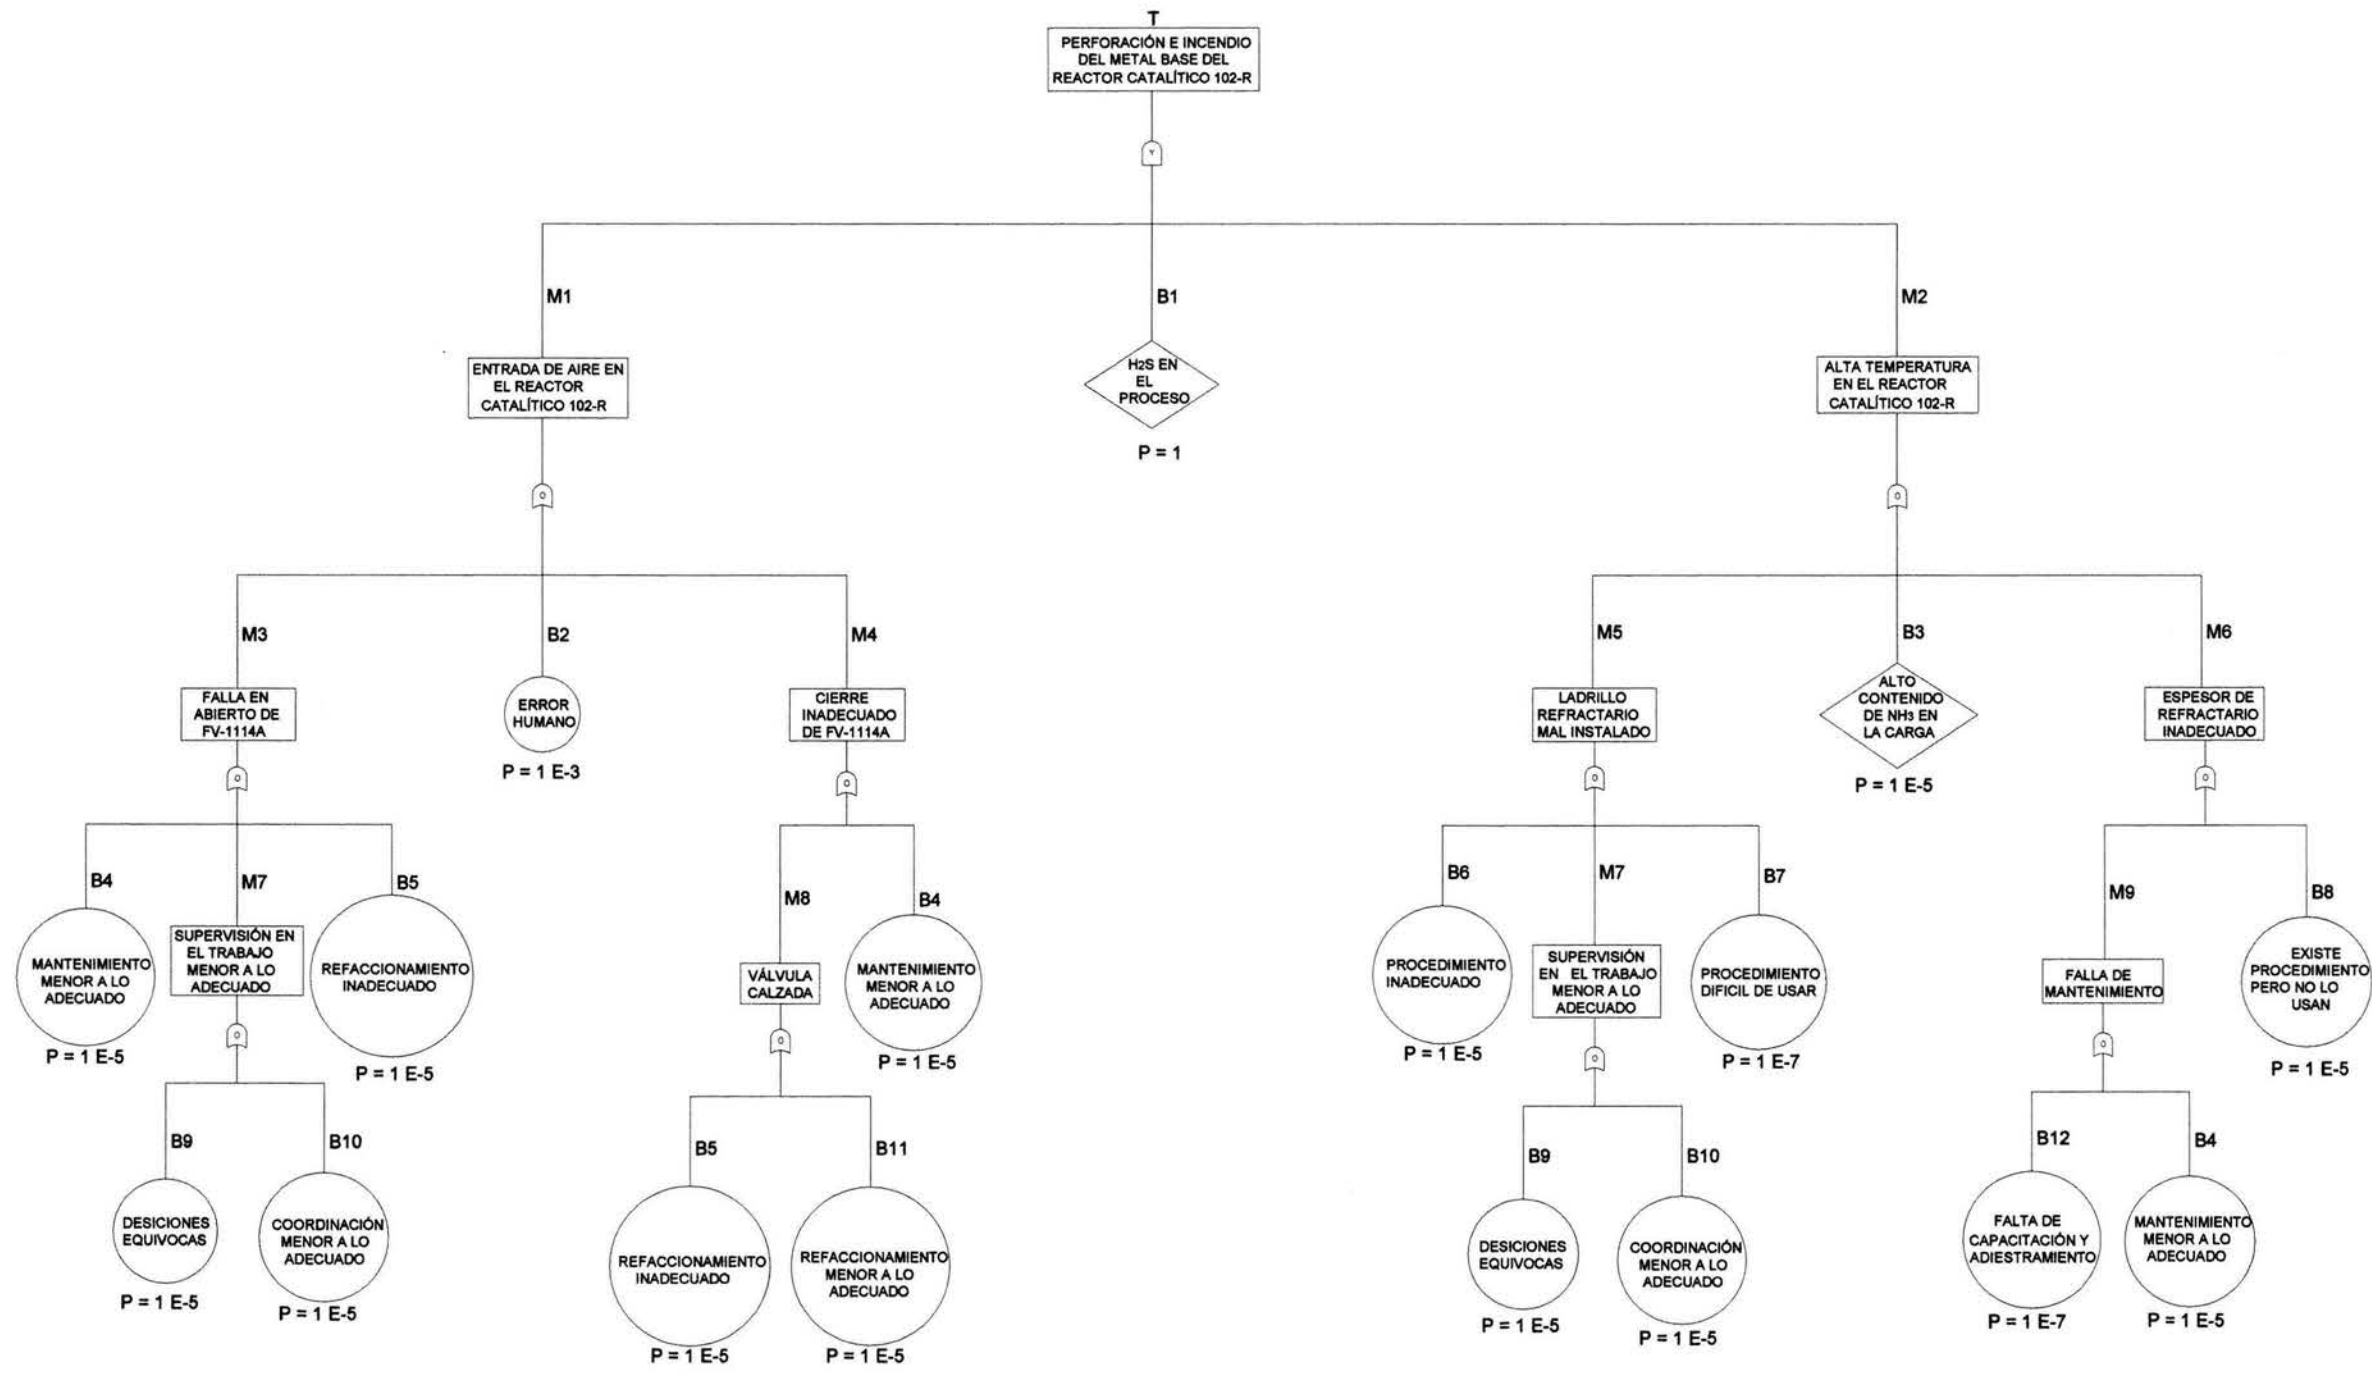 T
PERFORACIÓN E INCENDIO
DEL METAL BASE DEL
REACTOR CATALÍTICO 102-R
Y
M1
B1
M2
ENTRADA DE AIRE EN
EL REACTOR
CATALÍTICO 102-R
H2S EN
EL
PROCESO
P = 1
ALTA TEMPERATURA
EN EL REACTOR
CATALÍTICO 102-R
O
O
M3
B2
M4
M5
B3
M6
FALLA EN
ABIERTO DE
FV-1114A
ERROR
HUMANO
P = 1 E-3
CIERRE
INADECUADO
DE FV-1114A
LADRILLO
REFRACTARIO
MAL INSTALADO
ALTO
CONTENIDO
DE NH3 EN
LA CARGA
P = 1 E-5
ESPESOR DE
REFRACTARIO
INADECUADO
O
O
O
O
B4
M7
B5
M8
B4
B6
M7
B7
M9
B8
MANTENIMIENTO
MENOR A LO
ADECUADO
P = 1 E-5
SUPERVISIÓN EN
EL TRABAJO
MENOR A LO
ADECUADO
REFACCIONAMIENTO
INADECUADO
P = 1 E-5
VÁLVULA
CALZADA
MANTENIMIENTO
MENOR A LO
ADECUADO
P = 1 E-5
PROCEDIMIENTO
INADECUADO
P = 1 E-5
SUPERVISIÓN
EN EL TRABAJO
MENOR A LO
ADECUADO
PROCEDIMIENTO
DIFICIL DE USAR
P = 1 E-7
FALLA DE
MANTENIMIENTO
EXISTE
PROCEDIMIENTO
PERO NO LO
USAN
P = 1 E-5
O
O
O
O
B9
B10
B5
B11
B9
B10
B12
B4
DESICIONES
EQUIVOCAS
P = 1 E-5
COORDINACIÓN
MENOR A LO
ADECUADO
P = 1 E-5
REFACCIONAMIENTO
INADECUADO
P = 1 E-5
REFACCIONAMIENTO
MENOR A LO
ADECUADO
P = 1 E-5
DESICIONES
EQUIVOCAS
P = 1 E-5
COORDINACIÓN
MENOR A LO
ADECUADO
P = 1 E-5
FALTA DE
CAPACITACIÓN Y
ADIESTRAMIENTO
P = 1 E-7
MANTENIMIENTO
MENOR A LO
ADECUADO
P = 1 E-5